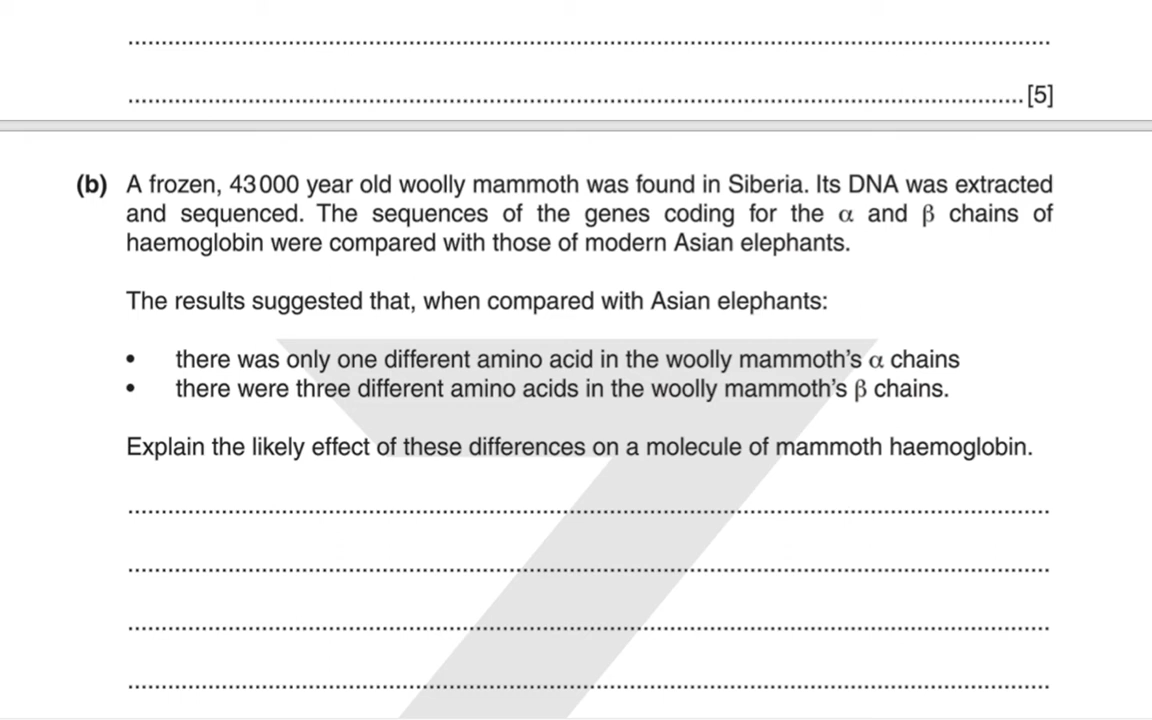 [5]
(b) A frozen, 43 000 year old woolly mammoth was found in Siberia. Its DNA was extracted
and sequenced. The sequences of the genes coding for the α and β chains of
haemoglobin were compared with those of modern Asian elephants.
The results suggested that, when compared with Asian elephants:
• there was only one different amino acid in the woolly mammoth's α chains
• there were three different amino acids in the woolly mammoth's β chains.
Explain the likely effect of these differences on a molecule of mammoth haemoglobin.